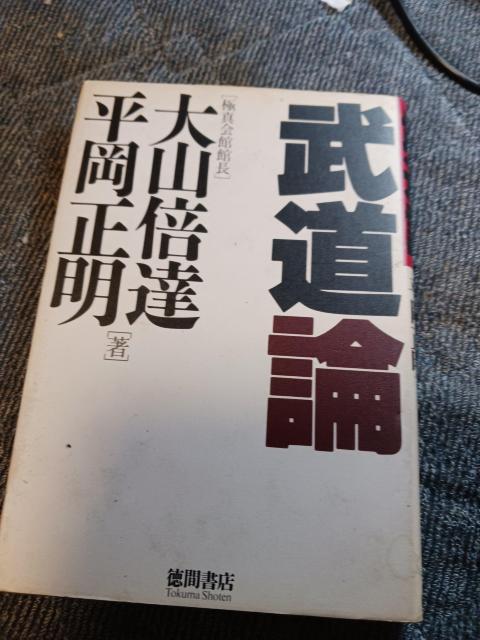 武道論
[極真会館館長]
大山倍達
平岡正明[著]
徳間書店
Tokuma Shoten